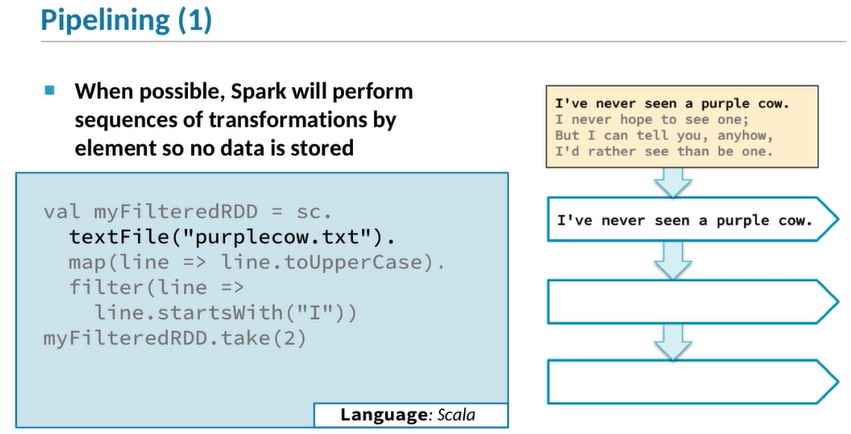 Pipelining (1)
When possible, Spark will perform
sequences of transformations by
element so no data is stored
val myFilteredRDD = sc.
textFile("purplecow.txt").
map(line => line.toUpperCase).
filter(line =>
line.startsWith("I"))
myFilteredRDD.take(2)
Language: Scala
I've never seen a purple cow.
I never hope to see one;
But I can tell you, anyhow,
I'd rather see than be one.
I've never seen a purple cow.